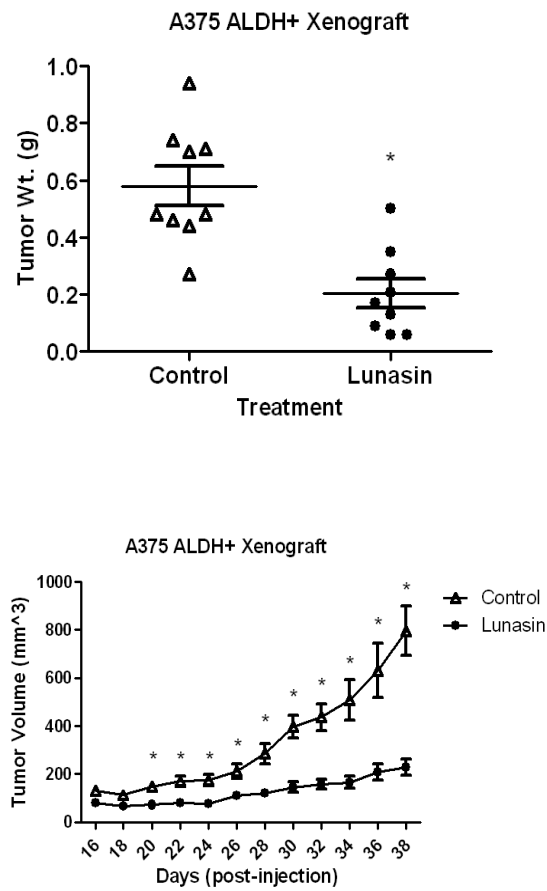 A375 ALDH+ Xenograft
Tumor Wt. (g)
1.0
0.8
0.6
0.4
0.2
0.0
*
Control Lunasin
Treatment
A375 ALDH+ Xenograft
Tumor Volume (mm^3)
1000
800
600
400
200
0
* * * * * * * * * *
16 18 20 22 24 26 28 30 32 34 36 38
Days (post-injection)
Control
Lunasin